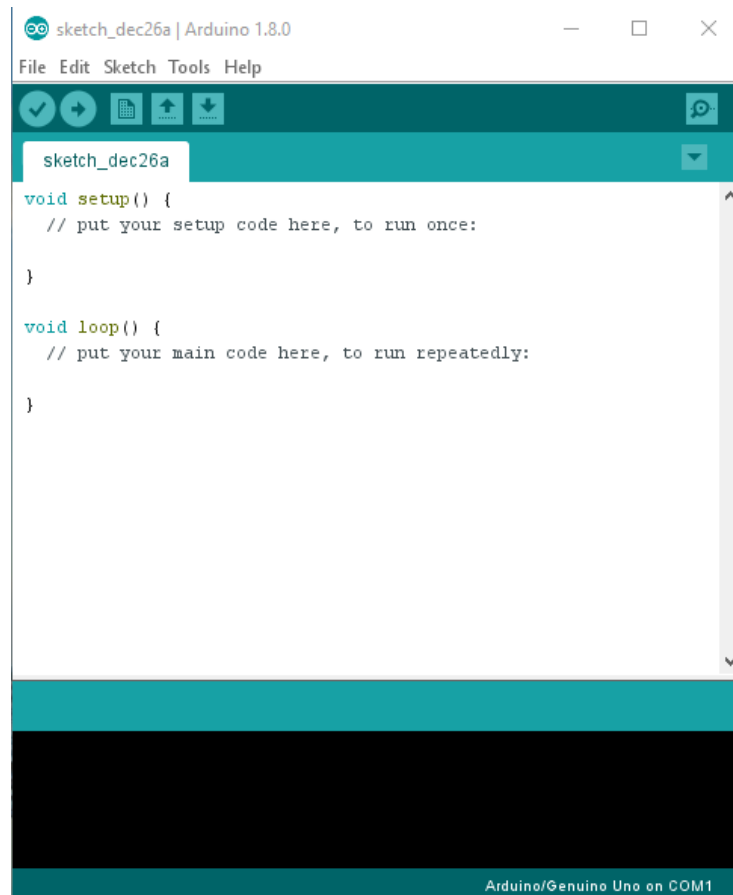 sketch_dec26a | Arduino 1.8.0
File Edit Sketch Tools Help
sketch_dec26a
void setup() {
  // put your setup code here, to run once:

}

void loop() {
  // put your main code here, to run repeatedly:

}
Arduino/Genuino Uno on COM1